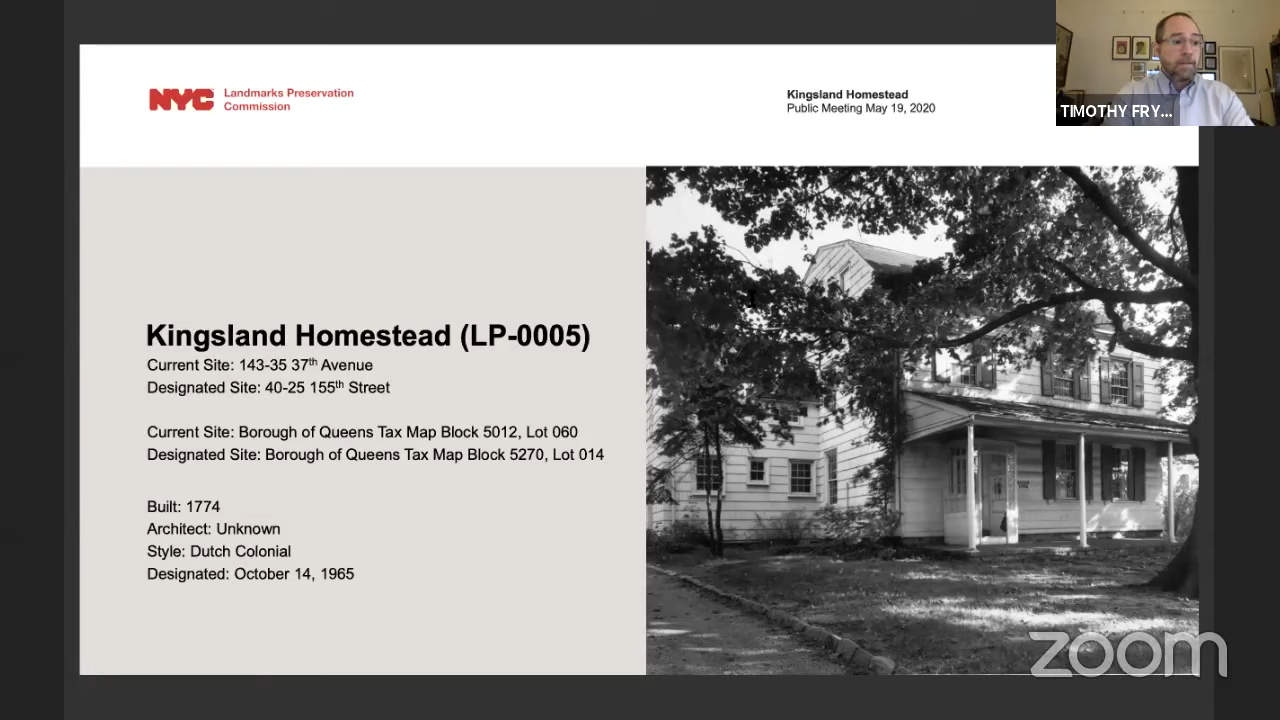 NYC Landmarks Preservation
Commission
Kingsland Homestead
Public Meeting May 19, 2020
TIMOTHY FRY...
Kingsland Homestead (LP-0005)
Current Site: 143-35 37th Avenue
Designated Site: 40-25 155th Street
Current Site: Borough of Queens Tax Map Block 5012, Lot 060
Designated Site: Borough of Queens Tax Map Block 5270, Lot 014
Built: 1774
Architect: Unknown
Style: Dutch Colonial
Designated: October 14, 1965
zoom